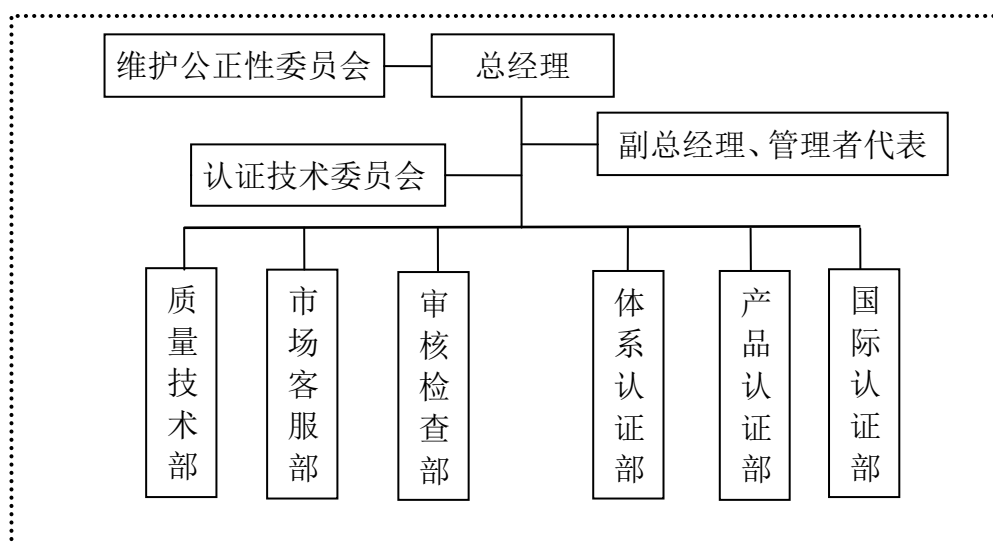 维护公正性委员会
总经理
副总经理、管理者代表
认证技术委员会
质量技术部
市场客服部
审核检查部
体系认证部
产品认证部
国际认证部